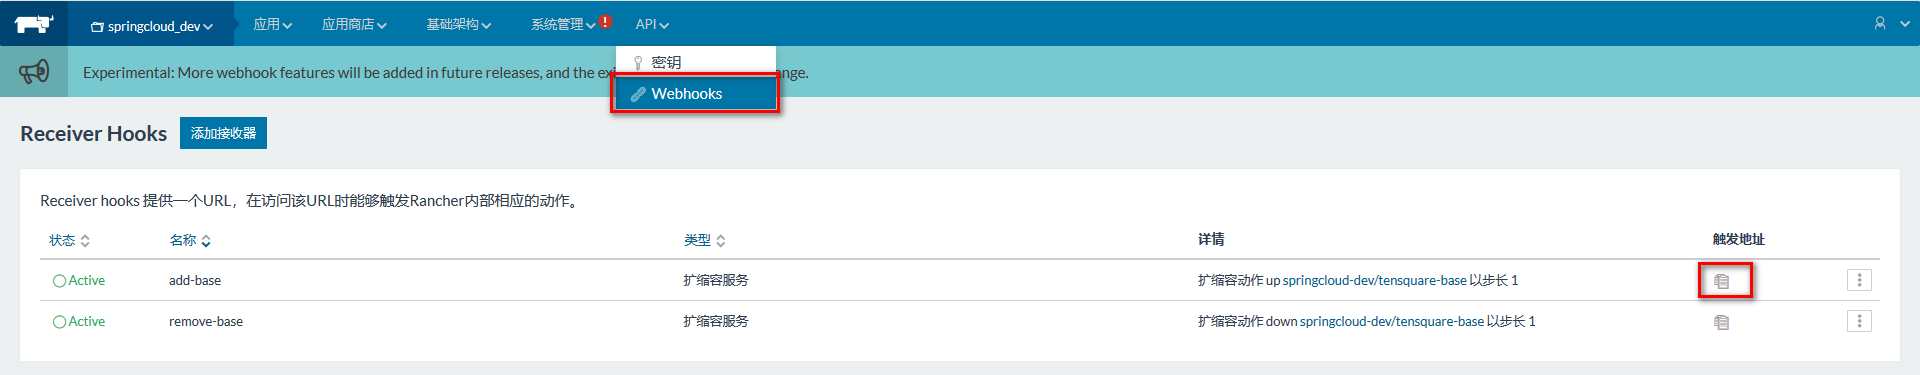 springcloud_dev 应用 应用商店 基础架构 系统管理 ! API
密钥
Experimental: More webhook features will be added in future releases, and the exi nge.
Webhooks
Receiver Hooks 添加接收器
Receiver hooks 提供一个URL，在访问该URL时能够触发Rancher内部相应的动作。
状态 名称 类型 详情 触发地址
Active add-base 扩缩容服务 扩缩容动作 up springcloud-dev/tensquare-base 以步长 1
Active remove-base 扩缩容服务 扩缩容动作 down springcloud-dev/tensquare-base 以步长 1